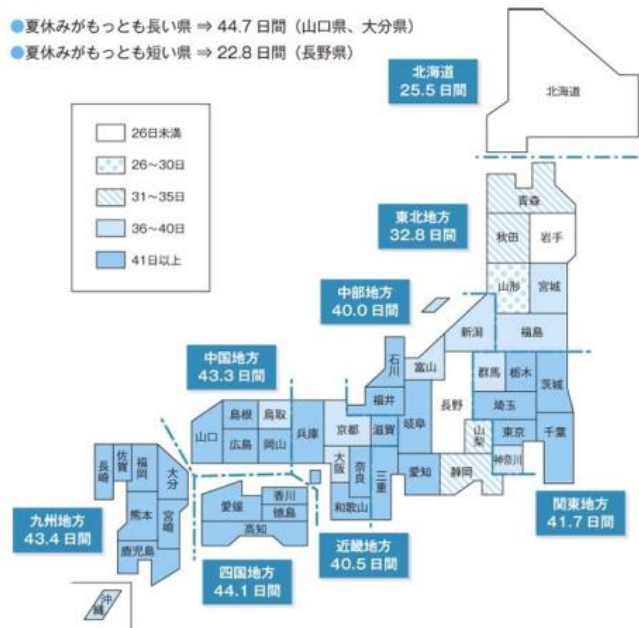 ●夏休みがもっとも長い県 ⇒ 44.7 日間（山口県、大分県）
●夏休みがもっとも短い県 ⇒ 22.8 日間（長野県）
26日未満
26～30日
31～35日
36～40日
41日以上
北海道
25.5 日間
北海道
東北地方
32.8 日間
青森
秋田
岩手
山形
宮城
福島
中部地方
40.0 日間
新潟
富山
石川
福井
長野
岐阜
山梨
静岡
愛知
関東地方
41.7 日間
群馬
栃木
茨城
埼玉
東京
千葉
神奈川
近畿地方
40.5 日間
兵庫
京都
滋賀
大阪
奈良
三重
和歌山
中国地方
43.3 日間
山口
島根
鳥取
広島
岡山
四国地方
44.1 日間
愛媛
香川
徳島
高知
九州地方
43.4 日間
長崎
佐賀
福岡
大分
熊本
宮崎
鹿児島
沖縄